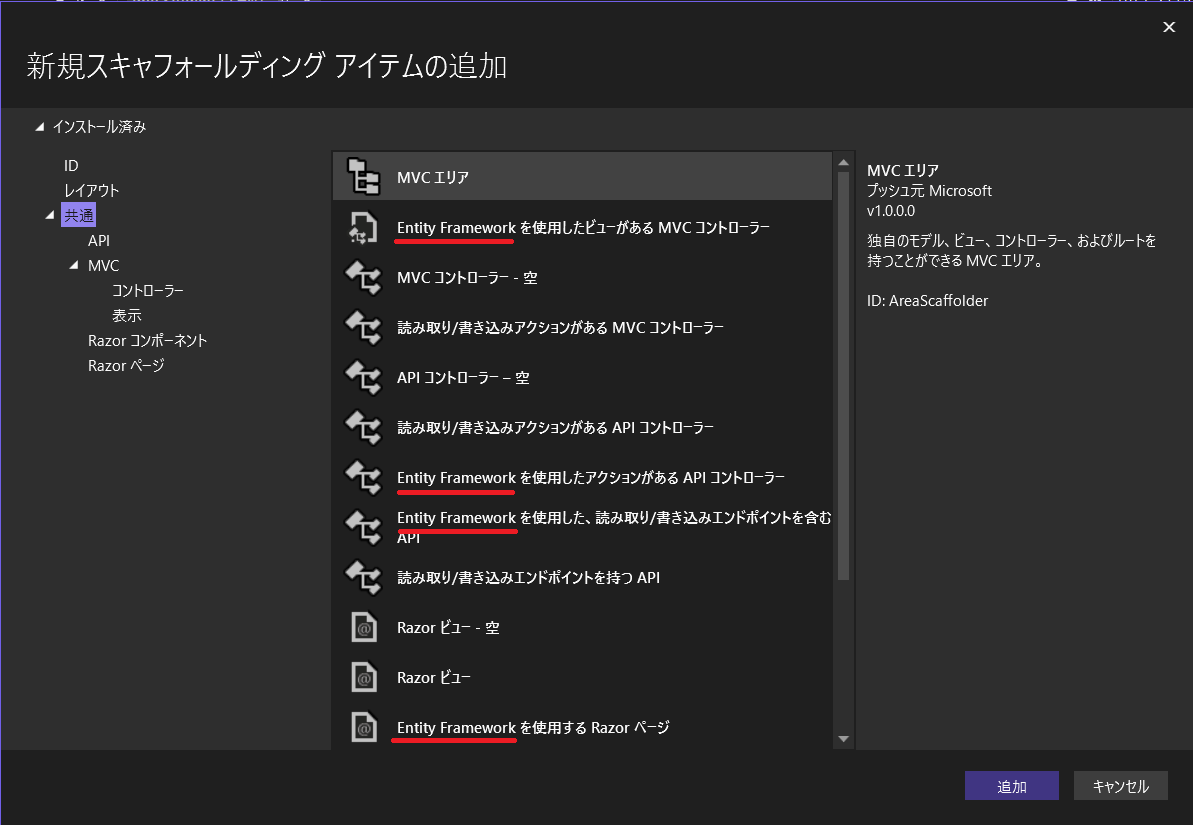 新規スキャフォールディング アイテムの追加
インストール済み
ID
レイアウト
共通
API
MVC
コントローラー
表示
Razor コンポーネント
Razor ページ
MVC エリア
Entity Framework を使用したビューがある MVC コントローラー
MVC コントローラー - 空
読み取り/書き込みアクションがある MVC コントローラー
API コントローラー – 空
読み取り/書き込みアクションがある API コントローラー
Entity Framework を使用したアクションがある API コントローラー
Entity Framework を使用した、読み取り/書き込みエンドポイントを含む
API
読み取り/書き込みエンドポイントを持つ API
Razor ビュー - 空
Razor ビュー
Entity Framework を使用する Razor ページ
MVC エリア
プッシュ元 Microsoft
v1.0.0.0
独自のモデル、ビュー、コントローラー、およびルートを
持つことができる MVC エリア。
ID: AreaScaffolder
追加
キャンセル